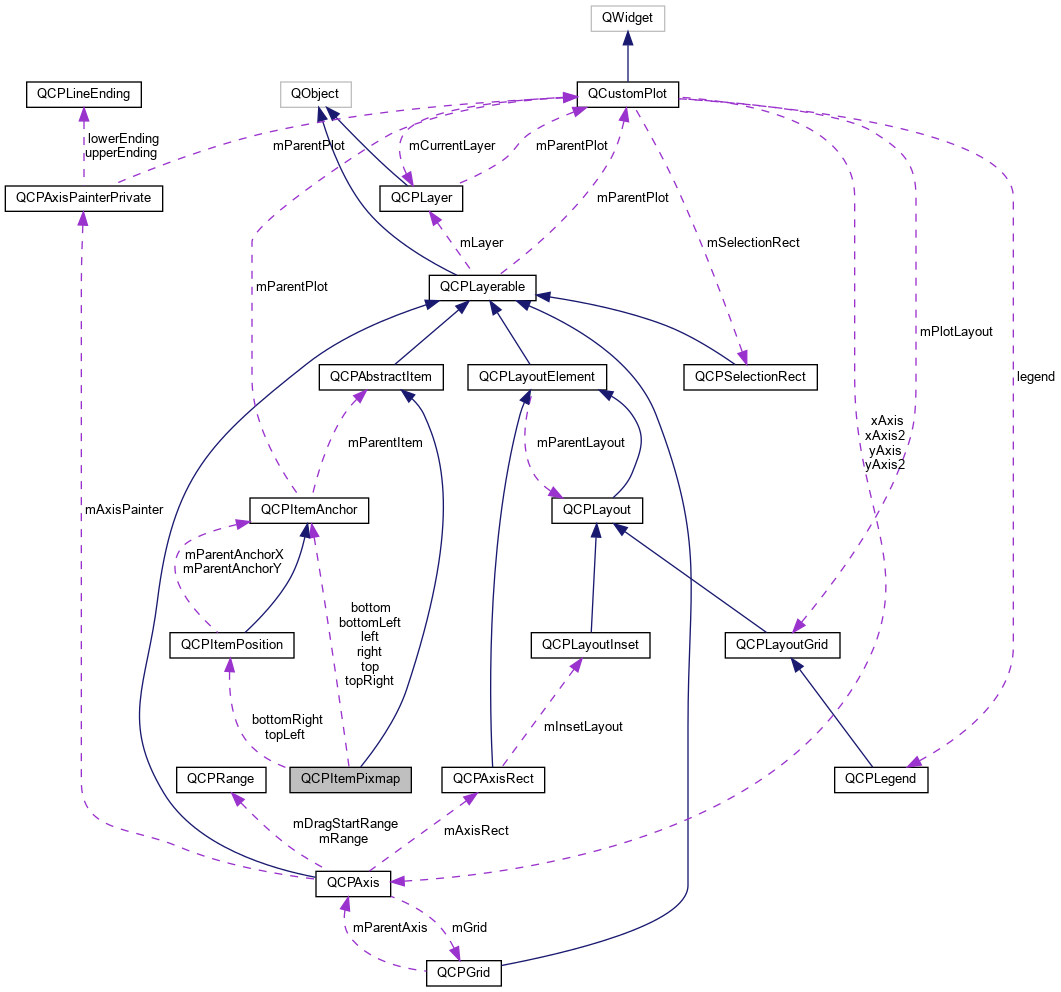 QWidget
QCPLineEnding
QObject
QCustomPlot
lowerEnding
upperEnding
mParentPlot
mCurrentLayer
mParentPlot
QCPAxisPainterPrivate
QCPLayer
mParentPlot
mLayer
mSelectionRect
mParentPlot
QCPLayerable
mPlotLayout
QCPAbstractItem
QCPLayoutElement
QCPSelectionRect
legend
xAxis
xAxis2
yAxis
yAxis2
mParentItem
mParentLayout
mAxisPainter
QCPItemAnchor
QCPLayout
mParentAnchorX
mParentAnchorY
bottom
bottomLeft
left
right
top
topRight
QCPItemPosition
QCPLayoutInset
QCPLayoutGrid
bottomRight
topLeft
mInsetLayout
QCPRange
QCPItemPixmap
QCPAxisRect
QCPLegend
mDragStartRange
mRange
mAxisRect
QCPAxis
mParentAxis
mGrid
QCPGrid